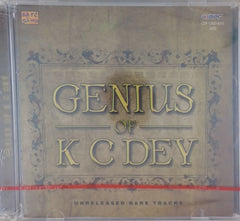 GENIUS
OF
K C DEY
UNRELEASED RARE TRACKS